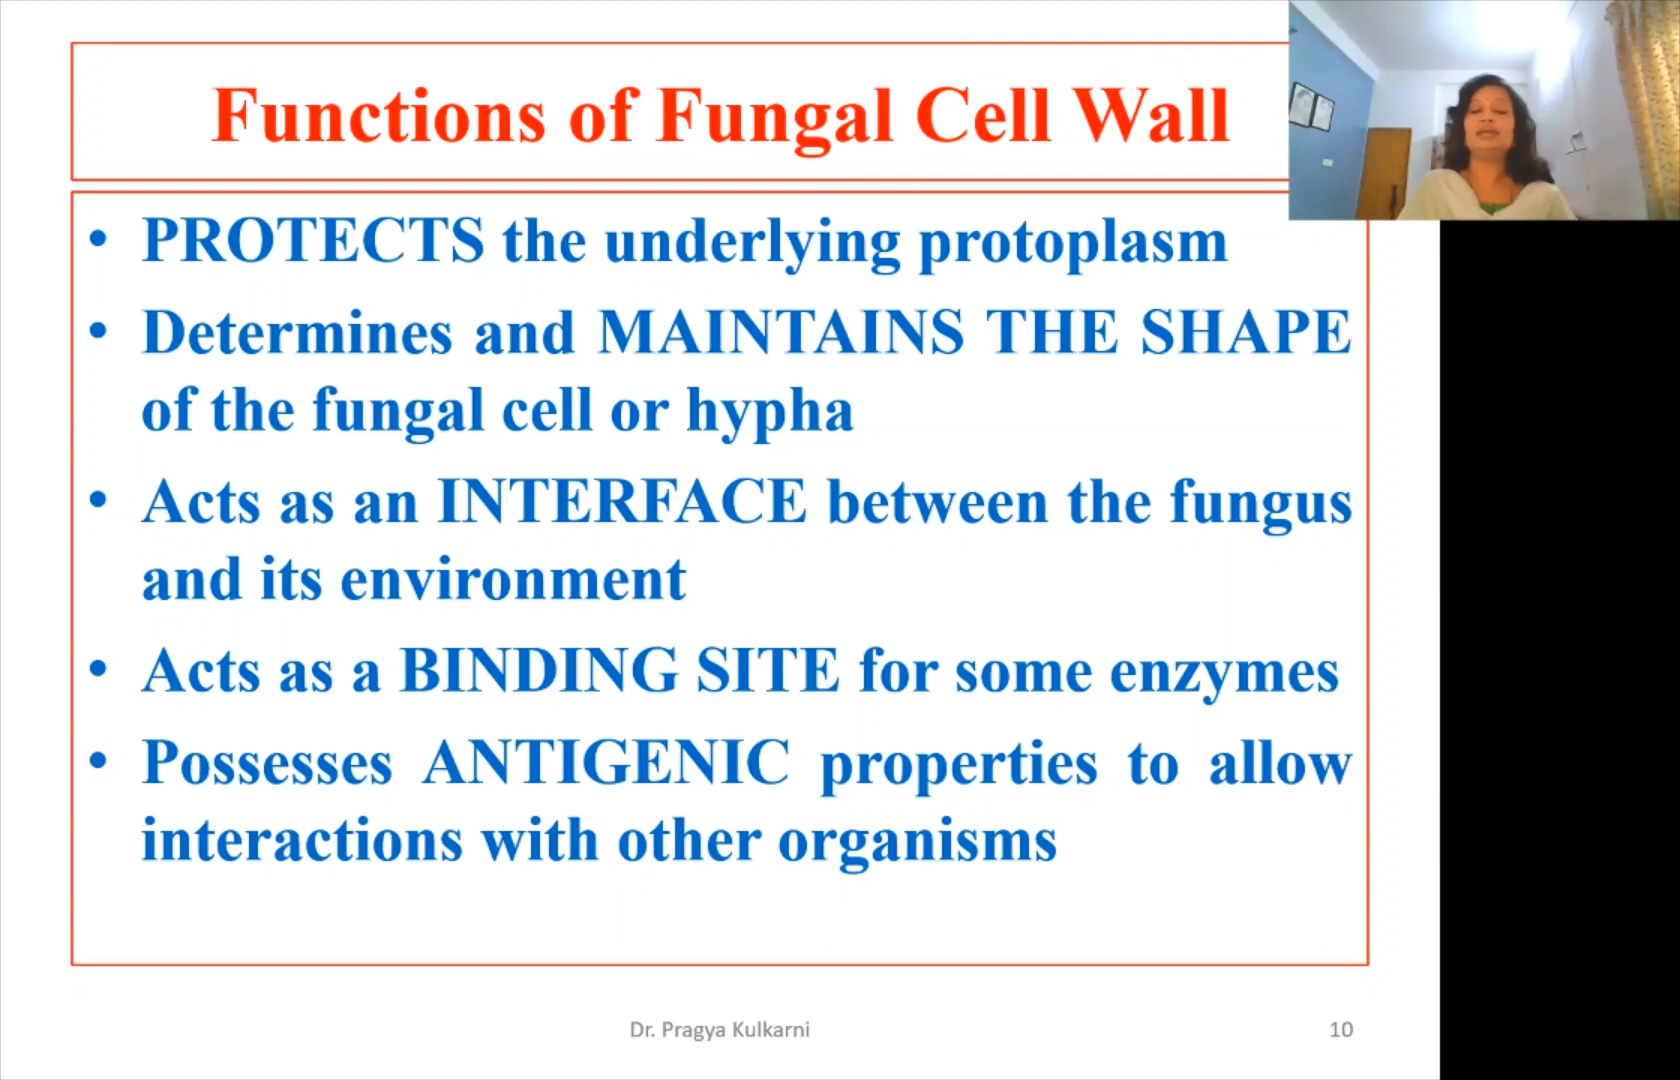 Functions of Fungal Cell Wall
• PROTECTS the underlying protoplasm
• Determines and MAINTAINS THE SHAPE
of the fungal cell or hypha
• Acts as an INTERFACE between the fungus
and its environment
• Acts as a BINDING SITE for some enzymes
• Possesses ANTIGENIC properties to allow
interactions with other organisms
Dr. Pragya Kulkarni
10